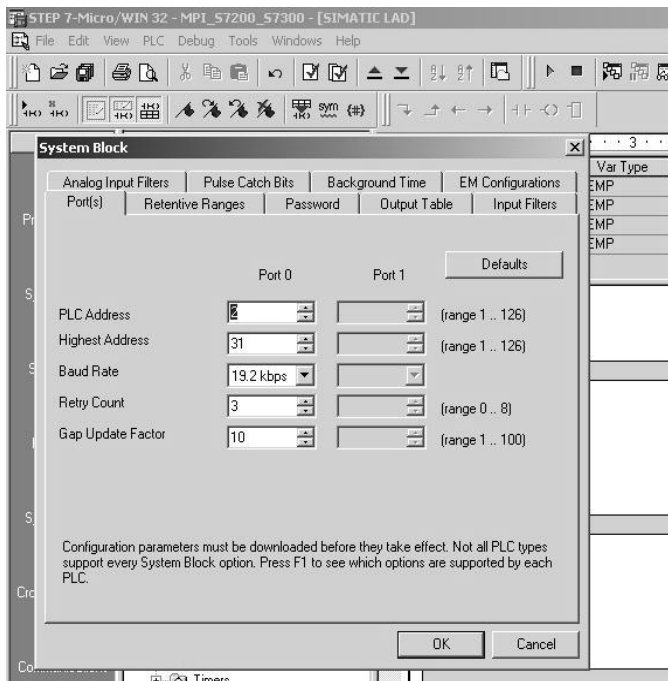 STEP 7-Micro/WIN 32 - MPI_S7200_S7300 - [SIMATIC LAD]
File Edit View PLC Debug Tools Windows Help
sym
3
System Block
Var Type
Analog Input Filters Pulse Catch Bits Background Time EM Configurations
EMP
Port(s) Retentive Ranges Password Output Table Input Filters
EMP
EMP
EMP
Port 0 Port 1 Defaults
PLC Address 2 (range 1 .. 126)
Highest Address 31 (range 1 .. 126)
Baud Rate 19.2 kbps
Retry Count 3 (range 0 .. 8)
Gap Update Factor 10 (range 1 .. 100)
Configuration parameters must be downloaded before they take effect. Not all PLC types
support every System Block option. Press F1 to see which options are supported by each
PLC.
OK Cancel
Timers